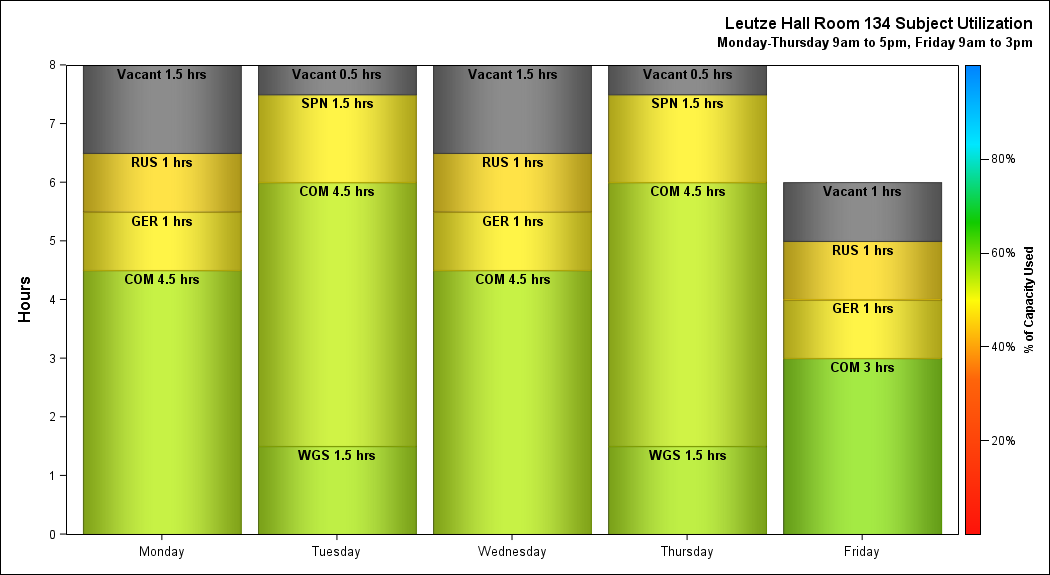 Leutze Hall Room 134 Subject Utilization
Monday-Thursday 9am to 5pm, Friday 9am to 3pm
Hours
8
7
6
5
4
3
2
1
0
Vacant 1.5 hrs
RUS 1 hrs
GER 1 hrs
COM 4.5 hrs
Monday
Vacant 0.5 hrs
SPN 1.5 hrs
COM 4.5 hrs
WGS 1.5 hrs
Tuesday
Vacant 1.5 hrs
RUS 1 hrs
GER 1 hrs
COM 4.5 hrs
Wednesday
Vacant 0.5 hrs
SPN 1.5 hrs
COM 4.5 hrs
WGS 1.5 hrs
Thursday
Vacant 1 hrs
RUS 1 hrs
GER 1 hrs
COM 3 hrs
Friday
80%
60%
40%
20%
% of Capacity Used